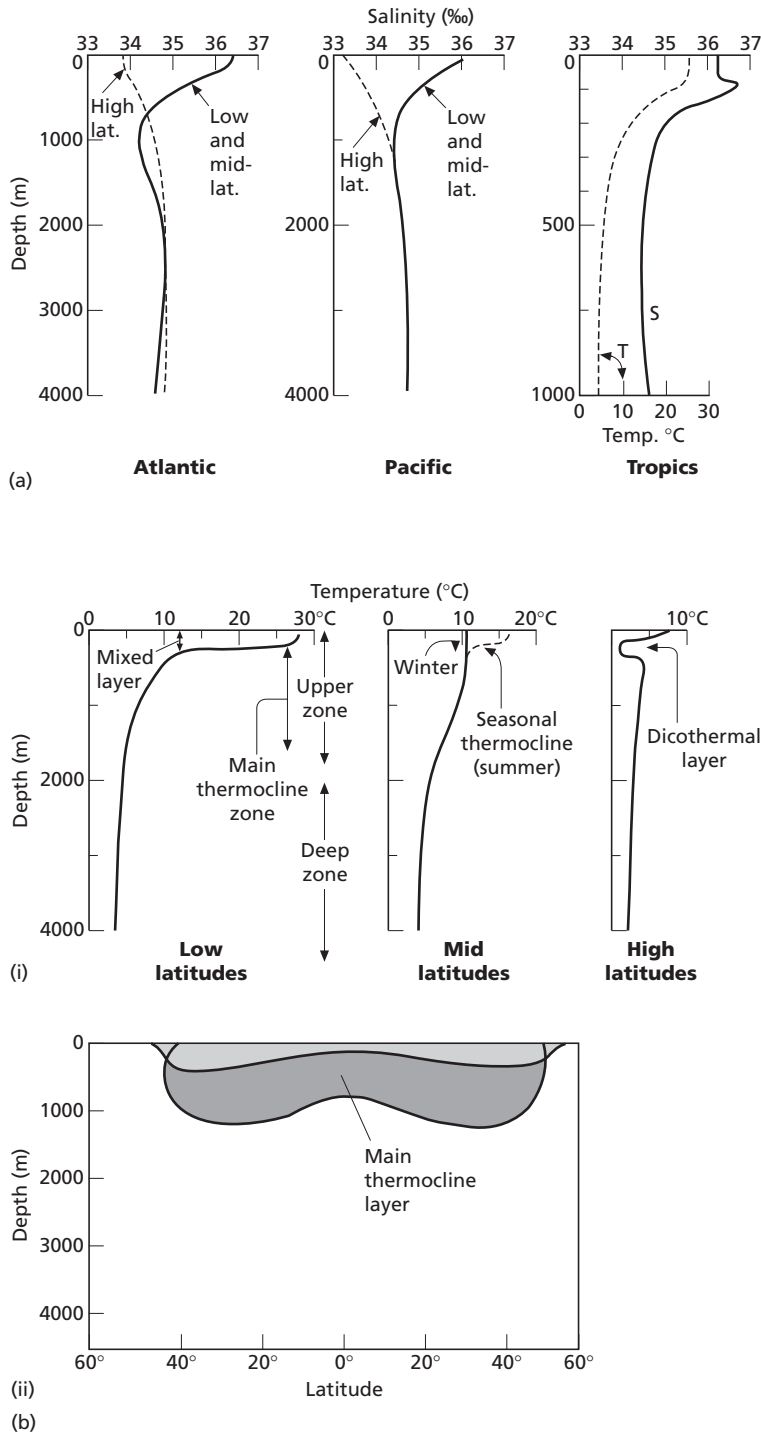 Salinity (‰)
33 34 35 36 37
33 34 35 36 37
33 34 35 36 37
Depth (m)
0
1000
2000
3000
4000
High
lat.
Low
and
mid-
lat.
0
2000
4000
High
lat.
Low
and
mid-
lat.
0
500
1000
S
T
0 10 20 30
Temp. °C
Atlantic
Pacific
Tropics
(a)
Temperature (°C)
0 10 20 30°C
0 10 20°C
10°C
Depth (m)
0
2000
4000
Mixed
layer
Main
thermocline
zone
Upper
zone
Deep
zone
Winter
Seasonal
thermocline
(summer)
Dicothermal
layer
Low
latitudes
Mid
latitudes
High
latitudes
(i)
Depth (m)
0
1000
2000
3000
4000
Main
thermocline
layer
60° 40° 20° 0° 20° 40° 60°
Latitude
(ii)
(b)